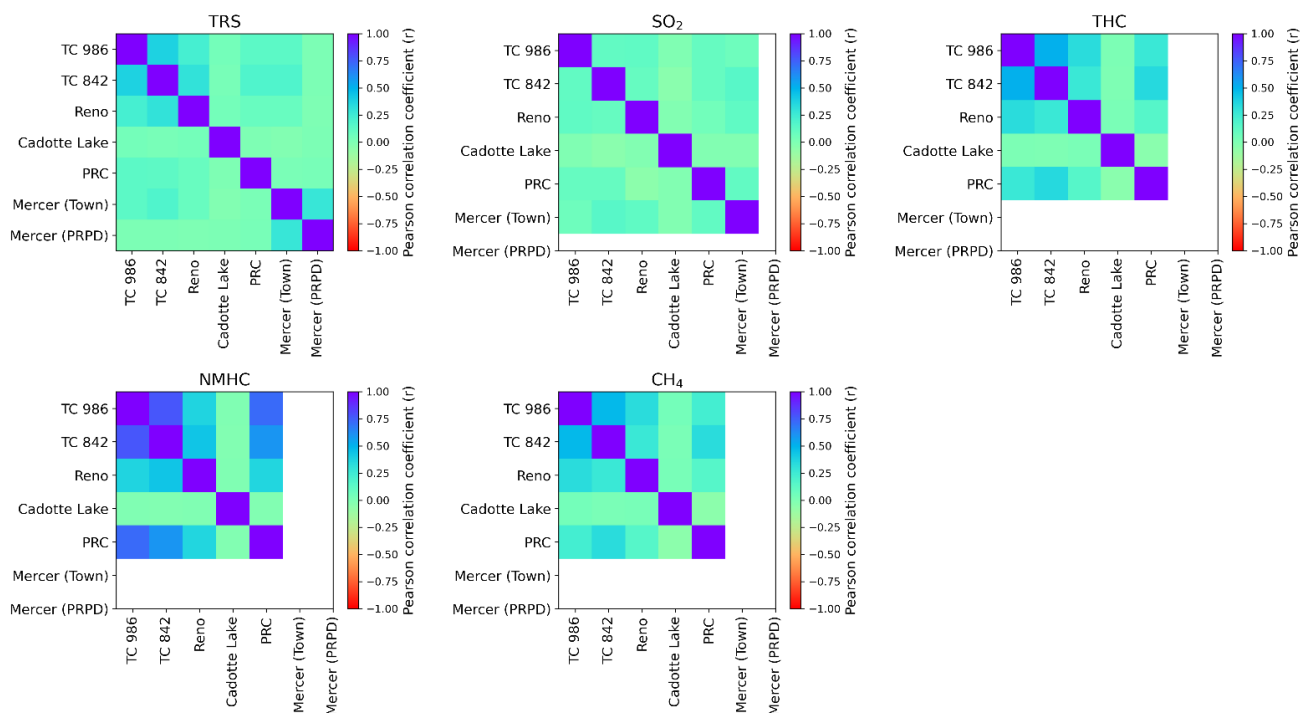 TRS
TC 986
TC 842
Reno
Cadotte Lake
PRC
Mercer (Town)
Mercer (PRPD)
TC 986
TC 842
Reno
Cadotte Lake
PRC
Mercer (Town)
Mercer (PRPD)
1.00
0.75
0.50
0.25
0.00
−0.25
−0.50
−0.75
−1.00
Pearson correlation coefficient (r)
SO₂
TC 986
TC 842
Reno
Cadotte Lake
PRC
Mercer (Town)
Mercer (PRPD)
TC 986
TC 842
Reno
Cadotte Lake
PRC
Mercer (Town)
Mercer (PRPD)
1.00
0.75
0.50
0.25
0.00
−0.25
−0.50
−0.75
−1.00
Pearson correlation coefficient (r)
THC
TC 986
TC 842
Reno
Cadotte Lake
PRC
Mercer (Town)
Mercer (PRPD)
TC 986
TC 842
Reno
Cadotte Lake
PRC
Mercer (Town)
Mercer (PRPD)
1.00
0.75
0.50
0.25
0.00
−0.25
−0.50
−0.75
−1.00
Pearson correlation coefficient (r)
NMHC
TC 986
TC 842
Reno
Cadotte Lake
PRC
Mercer (Town)
Mercer (PRPD)
TC 986
TC 842
Reno
Cadotte Lake
PRC
Mercer (Town)
Mercer (PRPD)
1.00
0.75
0.50
0.25
0.00
−0.25
−0.50
−0.75
−1.00
Pearson correlation coefficient (r)
CH₄
TC 986
TC 842
Reno
Cadotte Lake
PRC
Mercer (Town)
Mercer (PRPD)
TC 986
TC 842
Reno
Cadotte Lake
PRC
Mercer (Town)
Mercer (PRPD)
1.00
0.75
0.50
0.25
0.00
−0.25
−0.50
−0.75
−1.00
Pearson correlation coefficient (r)